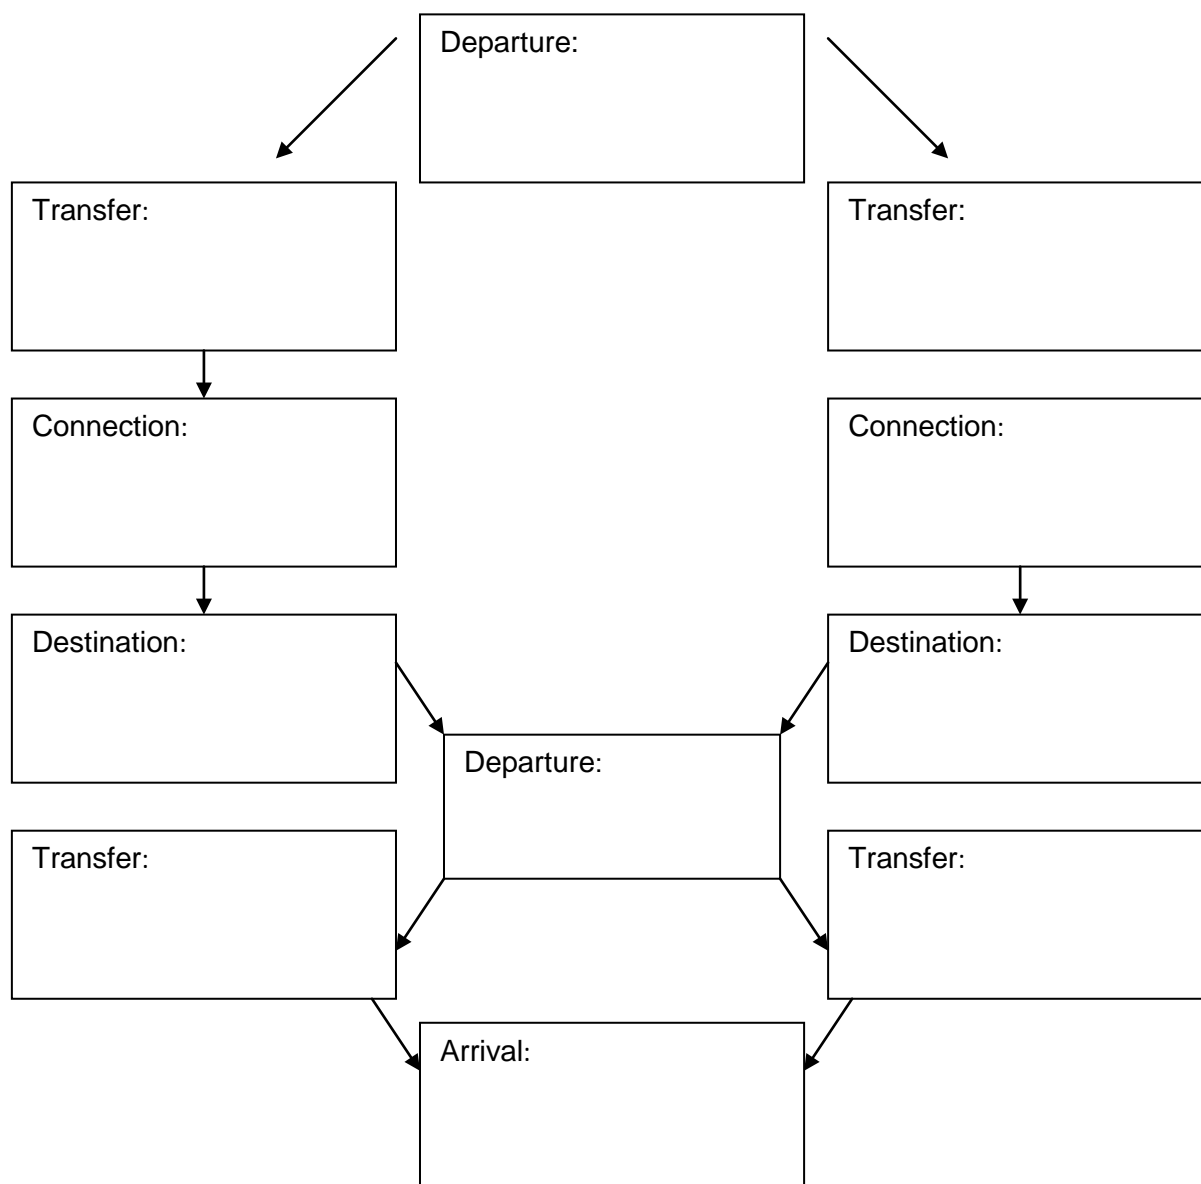 Departure:
Transfer:
Transfer:
Connection:
Connection:
Destination:
Destination:
Departure:
Transfer:
Transfer:
Arrival: